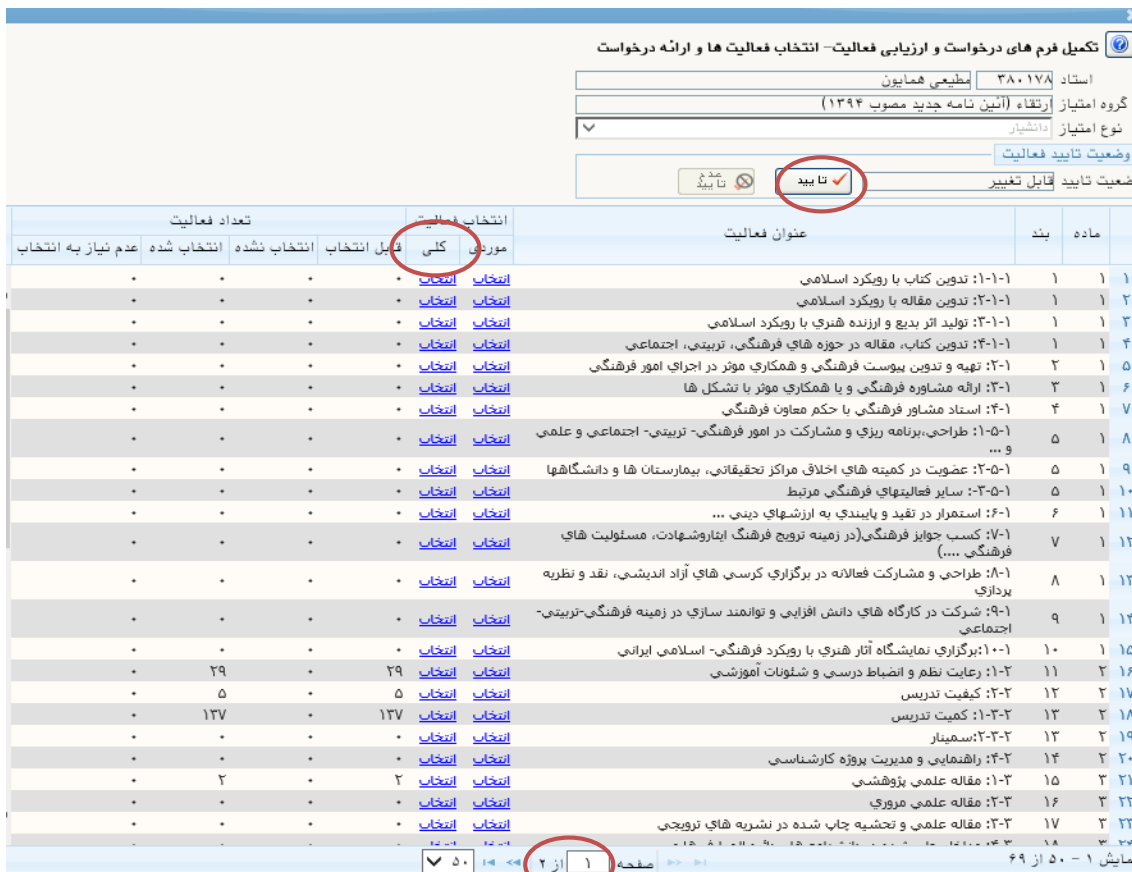 تکمیل فرم های درخواست و ارزیابی فعالیت- انتخاب فعالیت ها و ارائه درخواست
استاد ۳۸۰۱۷۸ مطیعی همایون
گروه امتیاز ارتقاء (آئین نامه جدید مصوب ۱۳۹۴)
نوع امتیاز دانشیار
وضعیت تایید فعالیت
ضعیت تایید قابل تغییر تایید عدم تایید
ماده بند عنوان فعالیت انتخاب فعالیت تعداد فعالیت
موردی کلی قابل انتخاب انتخاب نشده انتخاب شده عدم نیاز به انتخاب
۱ ۱ ۱ ۱-۱-۱: تدوین کتاب با رویکرد اسلامي انتخاب انتخاب ۰ ۰ ۰ ۰
۲ ۱ ۱ ۲-۱-۱: تدوین مقاله با رویکرد اسلامي انتخاب انتخاب ۰ ۰ ۰ ۰
۳ ۱ ۱ ۳-۱-۱: تولید اثر بدیع و ارزنده هنري با رویکرد اسلامي انتخاب انتخاب ۰ ۰ ۰ ۰
۴ ۱ ۱ ۴-۱-۱: تدوین کتاب، مقاله در حوزه هاي فرهنگي، تربیتي، اجتماعي انتخاب انتخاب ۰ ۰ ۰ ۰
۵ ۱ ۲ ۲-۱: تهیه و تدوین پیوست فرهنگي و همکاري موثر در اجراي امور فرهنگي انتخاب انتخاب ۰ ۰ ۰ ۰
۶ ۱ ۳ ۳-۱: ارائه مشاوره فرهنگي و یا همکاري موثر با تشکل ها انتخاب انتخاب ۰ ۰ ۰ ۰
۷ ۱ ۴ ۴-۱: استاد مشاور فرهنگي با حکم معاون فرهنگي انتخاب انتخاب ۰ ۰ ۰ ۰
۸ ۱ ۵ ۱-۵-۱: طراحي،برنامه ریزي و مشارکت در امور فرهنگي- تربیتي- اجتماعي و علمي انتخاب انتخاب ۰ ۰ ۰ ۰
و ...
۹ ۱ ۵ ۲-۵-۱: عضویت در کمیته هاي اخلاق مراکز تحقیقاتي، بیمارستان ها و دانشگاهها انتخاب انتخاب ۰ ۰ ۰ ۰
۱۰ ۱ ۵ ۳-۵-۱-: سایر فعالیتهاي فرهنگي مرتبط انتخاب انتخاب ۰ ۰ ۰ ۰
۱۱ ۱ ۶ ۶-۱: استمرار در تقید و پایبندي به ارزشهاي دیني ... انتخاب انتخاب ۰ ۰ ۰ ۰
۱۲ ۱ ۷ ۷-۱: کسب جوایز فرهنگي(در زمینه ترویج فرهنگ ایثاروشهادت، مسئولیت هاي انتخاب انتخاب ۰ ۰ ۰ ۰
فرهنگي ....)
۱۳ ۱ ۸ ۸-۱: طراحي و مشارکت فعالانه در برگزاري کرسي هاي آزاد اندیشي، نقد و نظریه انتخاب انتخاب ۰ ۰ ۰ ۰
پردازي
۱۴ ۱ ۹ ۹-۱: شرکت در کارگاه هاي دانش افزایي و توانمند سازي در زمینه فرهنگي-تربیتي- انتخاب انتخاب ۰ ۰ ۰ ۰
اجتماعي
۱۵ ۱ ۱۰ ۱۰-۱:برگزاري نمایشگاه آثار هنري با رویکرد فرهنگي- اسلامي ایراني انتخاب انتخاب ۰ ۰ ۰ ۰
۱۶ ۲ ۱۱ ۱-۲: رعایت نظم و انضباط درسي و شئونات آموزشي انتخاب انتخاب ۲۹ ۰ ۲۹ ۰
۱۷ ۲ ۱۲ ۲-۲: کیفیت تدریس انتخاب انتخاب ۵ ۰ ۵ ۰
۱۸ ۲ ۱۳ ۱-۳-۲: کمیت تدریس انتخاب انتخاب ۱۳۷ ۰ ۱۳۷ ۰
۱۹ ۲ ۱۳ ۲-۳-۲:سمینار انتخاب انتخاب ۰ ۰ ۰ ۰
۲۰ ۲ ۱۴ ۴-۲: راهنمایي و مدیریت پروژه کارشناسي انتخاب انتخاب ۰ ۰ ۰ ۰
۲۱ ۳ ۱۵ ۱-۳: مقاله علمي پژوهشي انتخاب انتخاب ۲ ۰ ۲ ۰
۲۲ ۳ ۱۶ ۲-۳: مقاله علمي مروري انتخاب انتخاب ۰ ۰ ۰ ۰
۲۳ ۳ ۱۷ ۳-۳: مقاله علمي و تحشیه چاپ شده در نشریه هاي ترویجي انتخاب انتخاب ۰ ۰ ۰ ۰
مایش ۱ - ۵۰ از ۶۹ صفحه ۱ از ۲ ۵۰